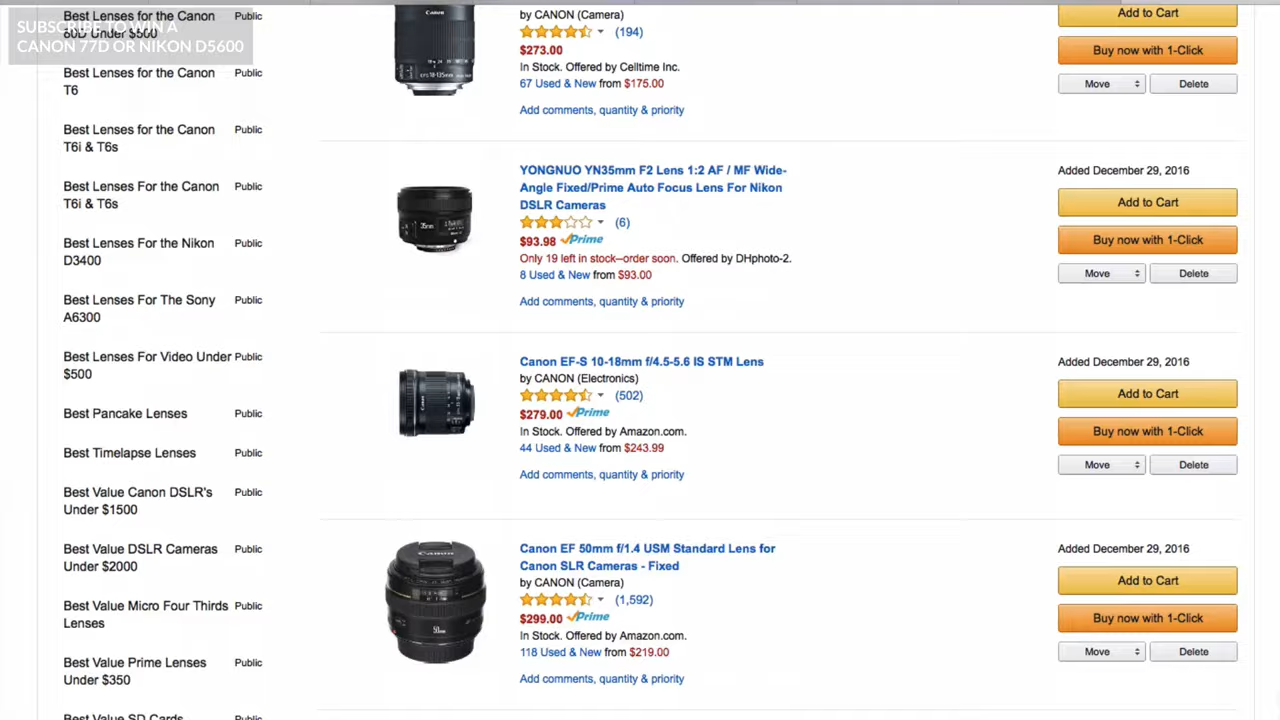 SUBSCRIBE TO WIN A
CANON 77D OR NIKON D5600
Best Lenses for the Canon Public
80D Under $500
Best Lenses for the Canon Public
T6
Best Lenses for the Canon Public
T6i & T6s
Best Lenses For the Canon Public
T6i & T6s
Best Lenses For the Nikon Public
D3400
Best Lenses For The Sony Public
A6300
Best Lenses For Video Under Public
$500
Best Pancake Lenses Public
Best Timelapse Lenses Public
Best Value Canon DSLR's Public
Under $1500
Best Value DSLR Cameras Public
Under $2000
Best Value Micro Four Thirds Public
Lenses
Best Value Prime Lenses Public
Under $350
Best Value SD Cards Public
by CANON (Camera)
(194)
$273.00
In Stock. Offered by Celltime Inc.
67 Used & New from $175.00
Add comments, quantity & priority
Add to Cart
Buy now with 1-Click
Move Delete
YONGNUO YN35mm F2 Lens 1:2 AF / MF Wide-
Angle Fixed/Prime Auto Focus Lens For Nikon
DSLR Cameras
(6)
$93.98 Prime
Only 19 left in stock--order soon. Offered by DHphoto-2.
8 Used & New from $93.00
Add comments, quantity & priority
Added December 29, 2016
Add to Cart
Buy now with 1-Click
Move Delete
Canon EF-S 10-18mm f/4.5-5.6 IS STM Lens
by CANON (Electronics)
(502)
$279.00 Prime
In Stock. Offered by Amazon.com.
44 Used & New from $243.99
Add comments, quantity & priority
Added December 29, 2016
Add to Cart
Buy now with 1-Click
Move Delete
Canon EF 50mm f/1.4 USM Standard Lens for
Canon SLR Cameras - Fixed
by CANON (Camera)
(1,592)
$299.00 Prime
In Stock. Offered by Amazon.com.
118 Used & New from $219.00
Add comments, quantity & priority
Added December 29, 2016
Add to Cart
Buy now with 1-Click
Move Delete
Canon
35mm
Canon
Canon
50mm